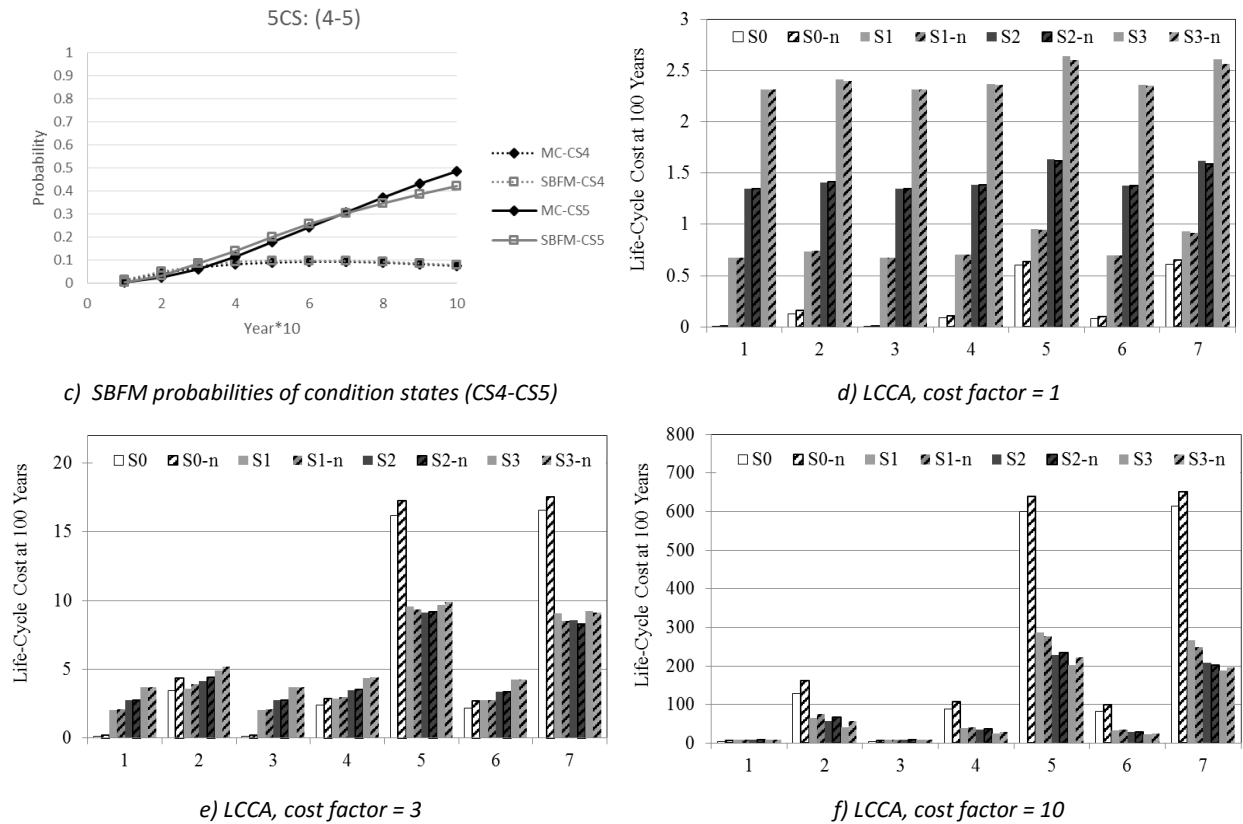 5CS: (4-5)
1
0.9
0.8
0.7
0.6
0.5
0.4
0.3
0.2
0.1
0
Probability
0 2 4 6 8 10
Year*10
MC-CS4
SBFM-CS4
MC-CS5
SBFM-CS5
c) SBFM probabilities of condition states (CS4-CS5)
3
2.5
2
1.5
1
0.5
0
Life-Cycle Cost at 100 Years
S0 S0-n S1 S1-n S2 S2-n S3 S3-n
1 2 3 4 5 6 7
d) LCCA, cost factor = 1
20
15
10
5
0
Life-Cycle Cost at 100 Years
S0 S0-n S1 S1-n S2 S2-n S3 S3-n
1 2 3 4 5 6 7
e) LCCA, cost factor = 3
800
700
600
500
400
300
200
100
0
Life-Cycle Cost at 100 Years
S0 S0-n S1 S1-n S2 S2-n S3 S3-n
1 2 3 4 5 6 7
f) LCCA, cost factor = 10